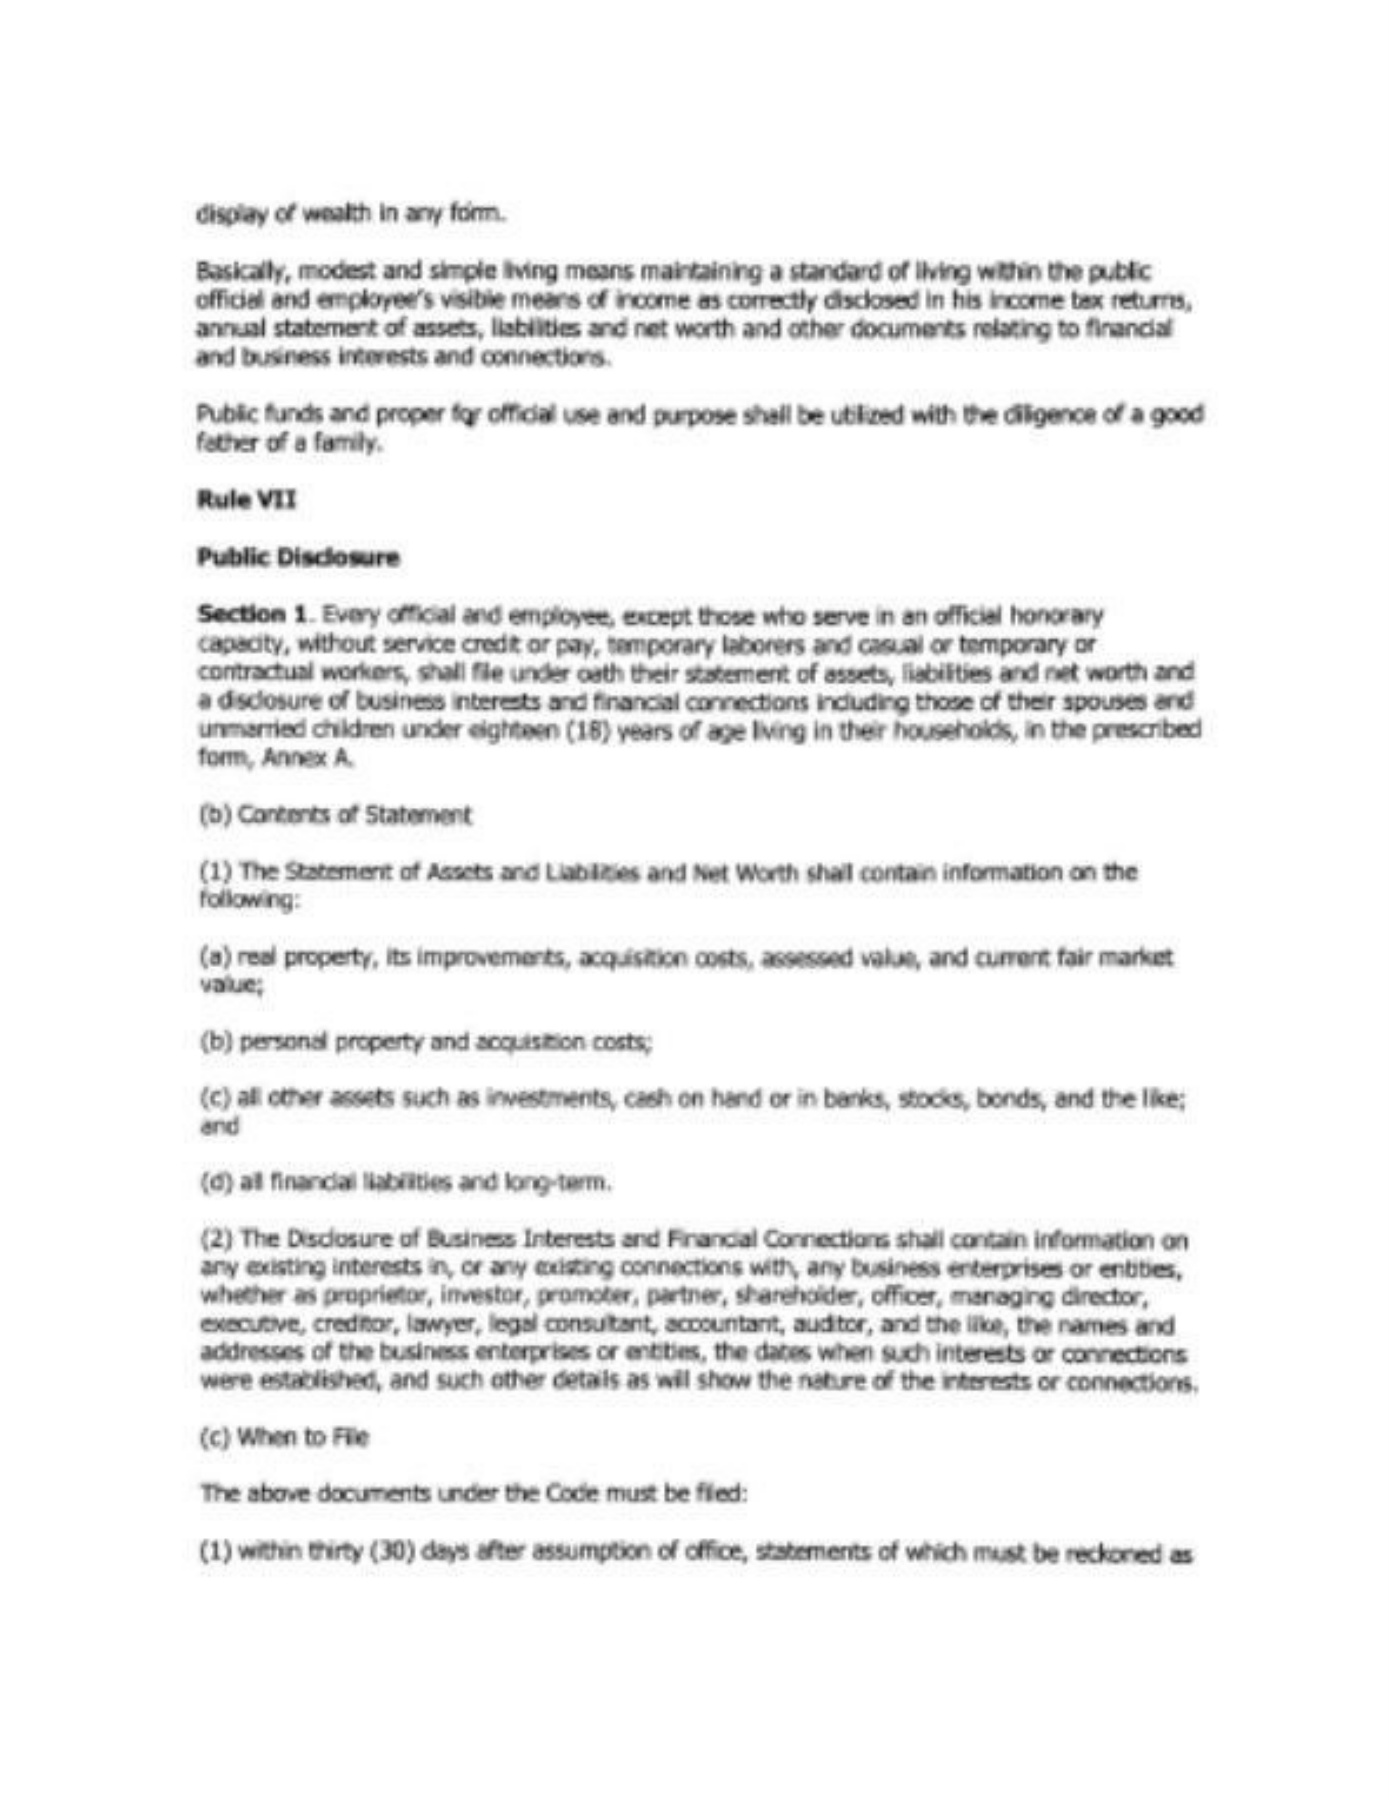 display of wealth in any form.
Basically, modest and simple living means maintaining a standard of living within the public
official and employee's visible means of income as correctly disclosed in his income tax returns,
annual statement of assets, liabilities and net worth and other documents relating to financial
and business interests and connections.
Public funds and proper for official use and purpose shall be utilized with the diligence of a good
father of a family.
Rule VII
Public Disclosure
Section 1. Every official and employee, except those who serve in an official honorary
capacity, without service credit or pay, temporary laborers and casual or temporary or
contractual workers, shall file under oath their statement of assets, liabilities and net worth and
a disclosure of business interests and financial connections including those of their spouses and
unmarried children under eighteen (18) years of age living in their households, in the prescribed
form, Annex A.
(b) Contents of Statement
(1) The Statement of Assets and Liabilities and Net Worth shall contain information on the
following:
(a) real property, its improvements, acquisition costs, assessed value, and current fair market
value;
(b) personal property and acquisition costs;
(c) all other assets such as investments, cash on hand or in banks, stocks, bonds, and the like;
and
(d) all financial liabilities and long-term.
(2) The Disclosure of Business Interests and Financial Connections shall contain information on
any existing interests in, or any existing connections with, any business enterprises or entities,
whether as proprietor, investor, promoter, partner, shareholder, officer, managing director,
executive, creditor, lawyer, legal consultant, accountant, auditor, and the like, the names and
addresses of the business enterprises or entities, the dates when such interests or connections
were established, and such other details as will show the nature of the interests or connections.
(c) When to File
The above documents under the Code must be filed:
(1) within thirty (30) days after assumption of office, statements of which must be reckoned as